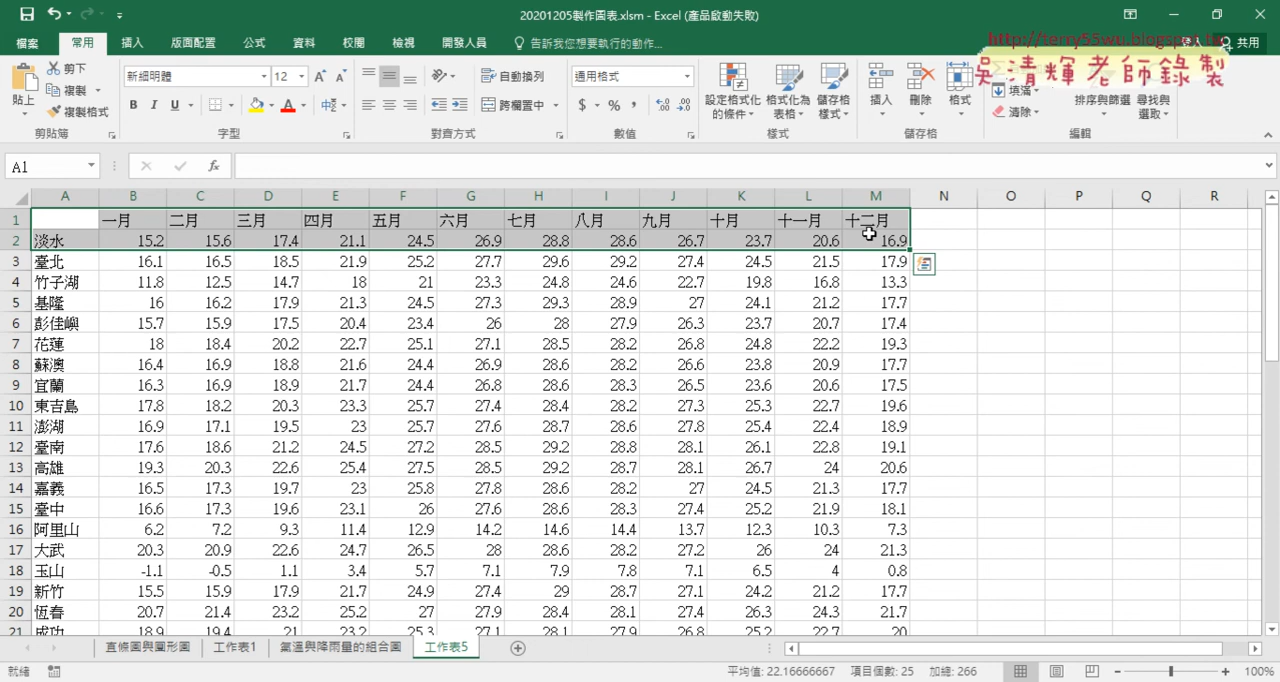 20201205製作圖表.xlsm - Excel (產品啟動失敗)
檔案 常用 插入 版面配置 公式 資料 校閱 檢視 開發人員 告訴我您想要執行的動作... 共用
http://terry55wu.blogspot.tw
吳清輝老師錄製
貼上 剪下 複製 複製格式 剪貼簿
新細明體 12 B I U 中 字型
自動換列 跨欄置中 對齊方式
通用格式 $ % , 數值
設定格式化的條件 格式化為表格 儲存格樣式 樣式
插入 刪除 格式 儲存格
填滿 清除 排序與篩選 尋找與選取 編輯
A1 fx
A B C D E F G H I J K L M N O P Q R
1 一月 二月 三月 四月 五月 六月 七月 八月 九月 十月 十一月 十二月
2 淡水 15.2 15.6 17.4 21.1 24.5 26.9 28.8 28.6 26.7 23.7 20.6 16.9
3 臺北 16.1 16.5 18.5 21.9 25.2 27.7 29.6 29.2 27.4 24.5 21.5 17.9
4 竹子湖 11.8 12.5 14.7 18 21 23.3 24.8 24.6 22.7 19.8 16.8 13.3
5 基隆 16 16.2 17.9 21.3 24.5 27.3 29.3 28.9 27 24.1 21.2 17.7
6 彭佳嶼 15.7 15.9 17.5 20.4 23.4 26 28 27.9 26.3 23.7 20.7 17.4
7 花蓮 18 18.4 20.2 22.7 25.1 27.1 28.5 28.2 26.8 24.8 22.2 19.3
8 蘇澳 16.4 16.9 18.8 21.6 24.4 26.9 28.6 28.2 26.6 23.8 20.9 17.7
9 宜蘭 16.3 16.9 18.9 21.7 24.4 26.8 28.6 28.3 26.5 23.6 20.6 17.5
10 東吉島 17.8 18.2 20.3 23.3 25.7 27.4 28.4 28.2 27.3 25.3 22.7 19.6
11 澎湖 16.9 17.1 19.5 23 25.7 27.6 28.7 28.6 27.8 25.4 22.4 18.9
12 臺南 17.6 18.6 21.2 24.5 27.2 28.5 29.2 28.8 28.1 26.1 22.8 19.1
13 高雄 19.3 20.3 22.6 25.4 27.5 28.5 29.2 28.7 28.1 26.7 24 20.6
14 嘉義 16.5 17.3 19.7 23 25.8 27.8 28.6 28.2 27 24.5 21.3 17.7
15 臺中 16.6 17.3 19.6 23.1 26 27.6 28.6 28.3 27.4 25.2 21.9 18.1
16 阿里山 6.2 7.2 9.3 11.4 12.9 14.2 14.6 14.4 13.7 12.3 10.3 7.3
17 大武 20.3 20.9 22.6 24.7 26.5 28 28.6 28.2 27.2 26 24 21.3
18 玉山 -1.1 -0.5 1.1 3.4 5.7 7.1 7.9 7.8 7.1 6.5 4 0.8
19 新竹 15.5 15.9 17.9 21.7 24.9 27.4 29 28.7 27.1 24.2 21.2 17.7
20 恆春 20.7 21.4 23.2 25.2 27 27.9 28.4 28.1 27.4 26.3 24.3 21.7
21 成功 18.9 19.4 21 23.2 25.3 27.1 28.1 27.9 26.8 25.2 22.7 20
直條圖與圖形圖 工作表1 氣溫與降雨量的組合圖 工作表5
就緒 平均值: 22.16666667 項目個數: 25 加總: 266 100%